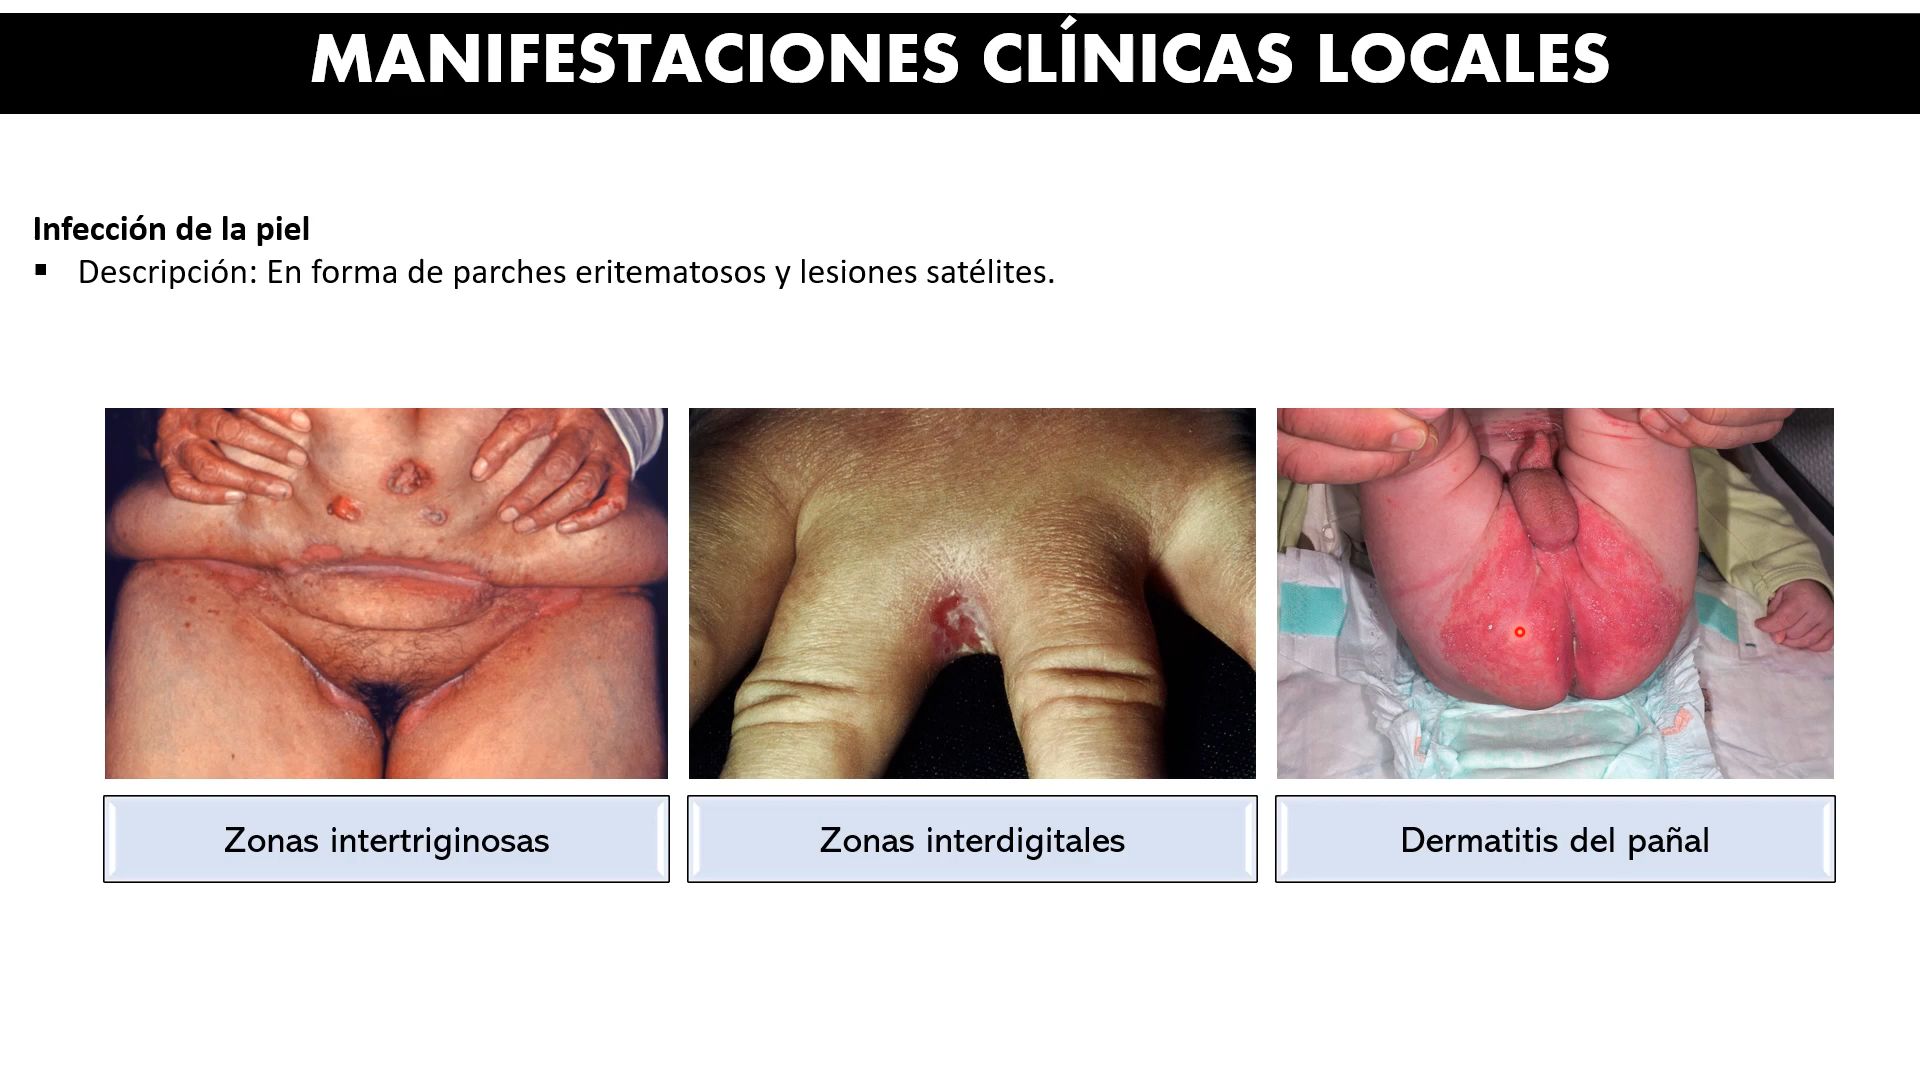 MANIFESTACIONES CLÍNICAS LOCALES
Infección de la piel
▪ Descripción: En forma de parches eritematosos y lesiones satélites.
Zonas intertriginosas
Zonas interdigitales
Dermatitis del pañal